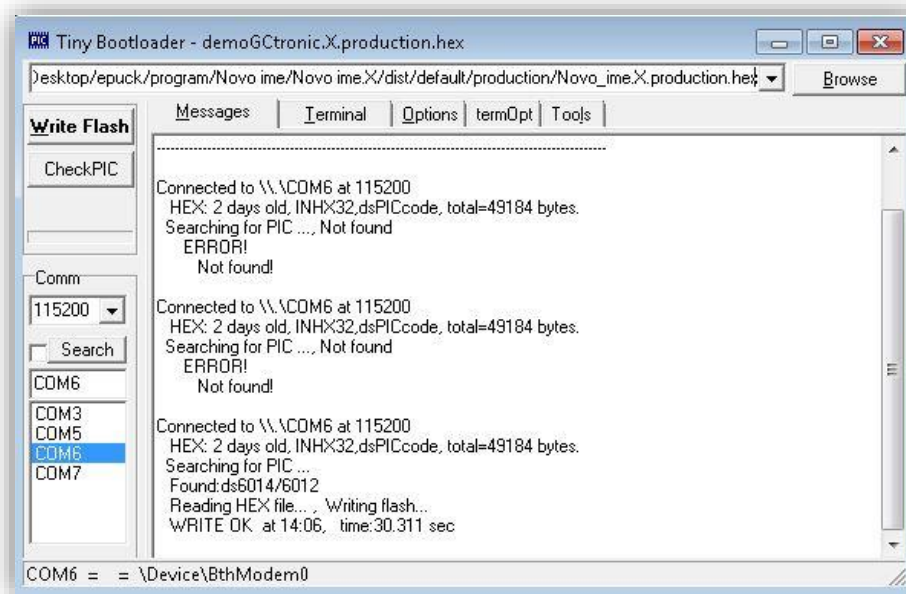 PIC Tiny Bootloader - demoGCtronic.X.production.hex
Desktop/epuck/program/Novo ime/Novo ime.X/dist/default/production/Novo_ime.X.production.hex
Browse
Write Flash
CheckPIC
Messages Terminal Options termOpt Tools
Connected to \\.\COM6 at 115200
HEX: 2 days old, INHX32,dsPICcode, total=49184 bytes.
Searching for PIC ..., Not found
ERROR!
Not found!
Connected to \\.\COM6 at 115200
HEX: 2 days old, INHX32,dsPICcode, total=49184 bytes.
Searching for PIC ..., Not found
ERROR!
Not found!
Connected to \\.\COM6 at 115200
HEX: 2 days old, INHX32,dsPICcode, total=49184 bytes.
Searching for PIC ...
Found:ds6014/6012
Reading HEX file... , Writing flash...
WRITE OK at 14:06, time:30.311 sec
Comm
115200
Search
COM6
COM3
COM5
COM6
COM7
COM6 = = \Device\BthModem0